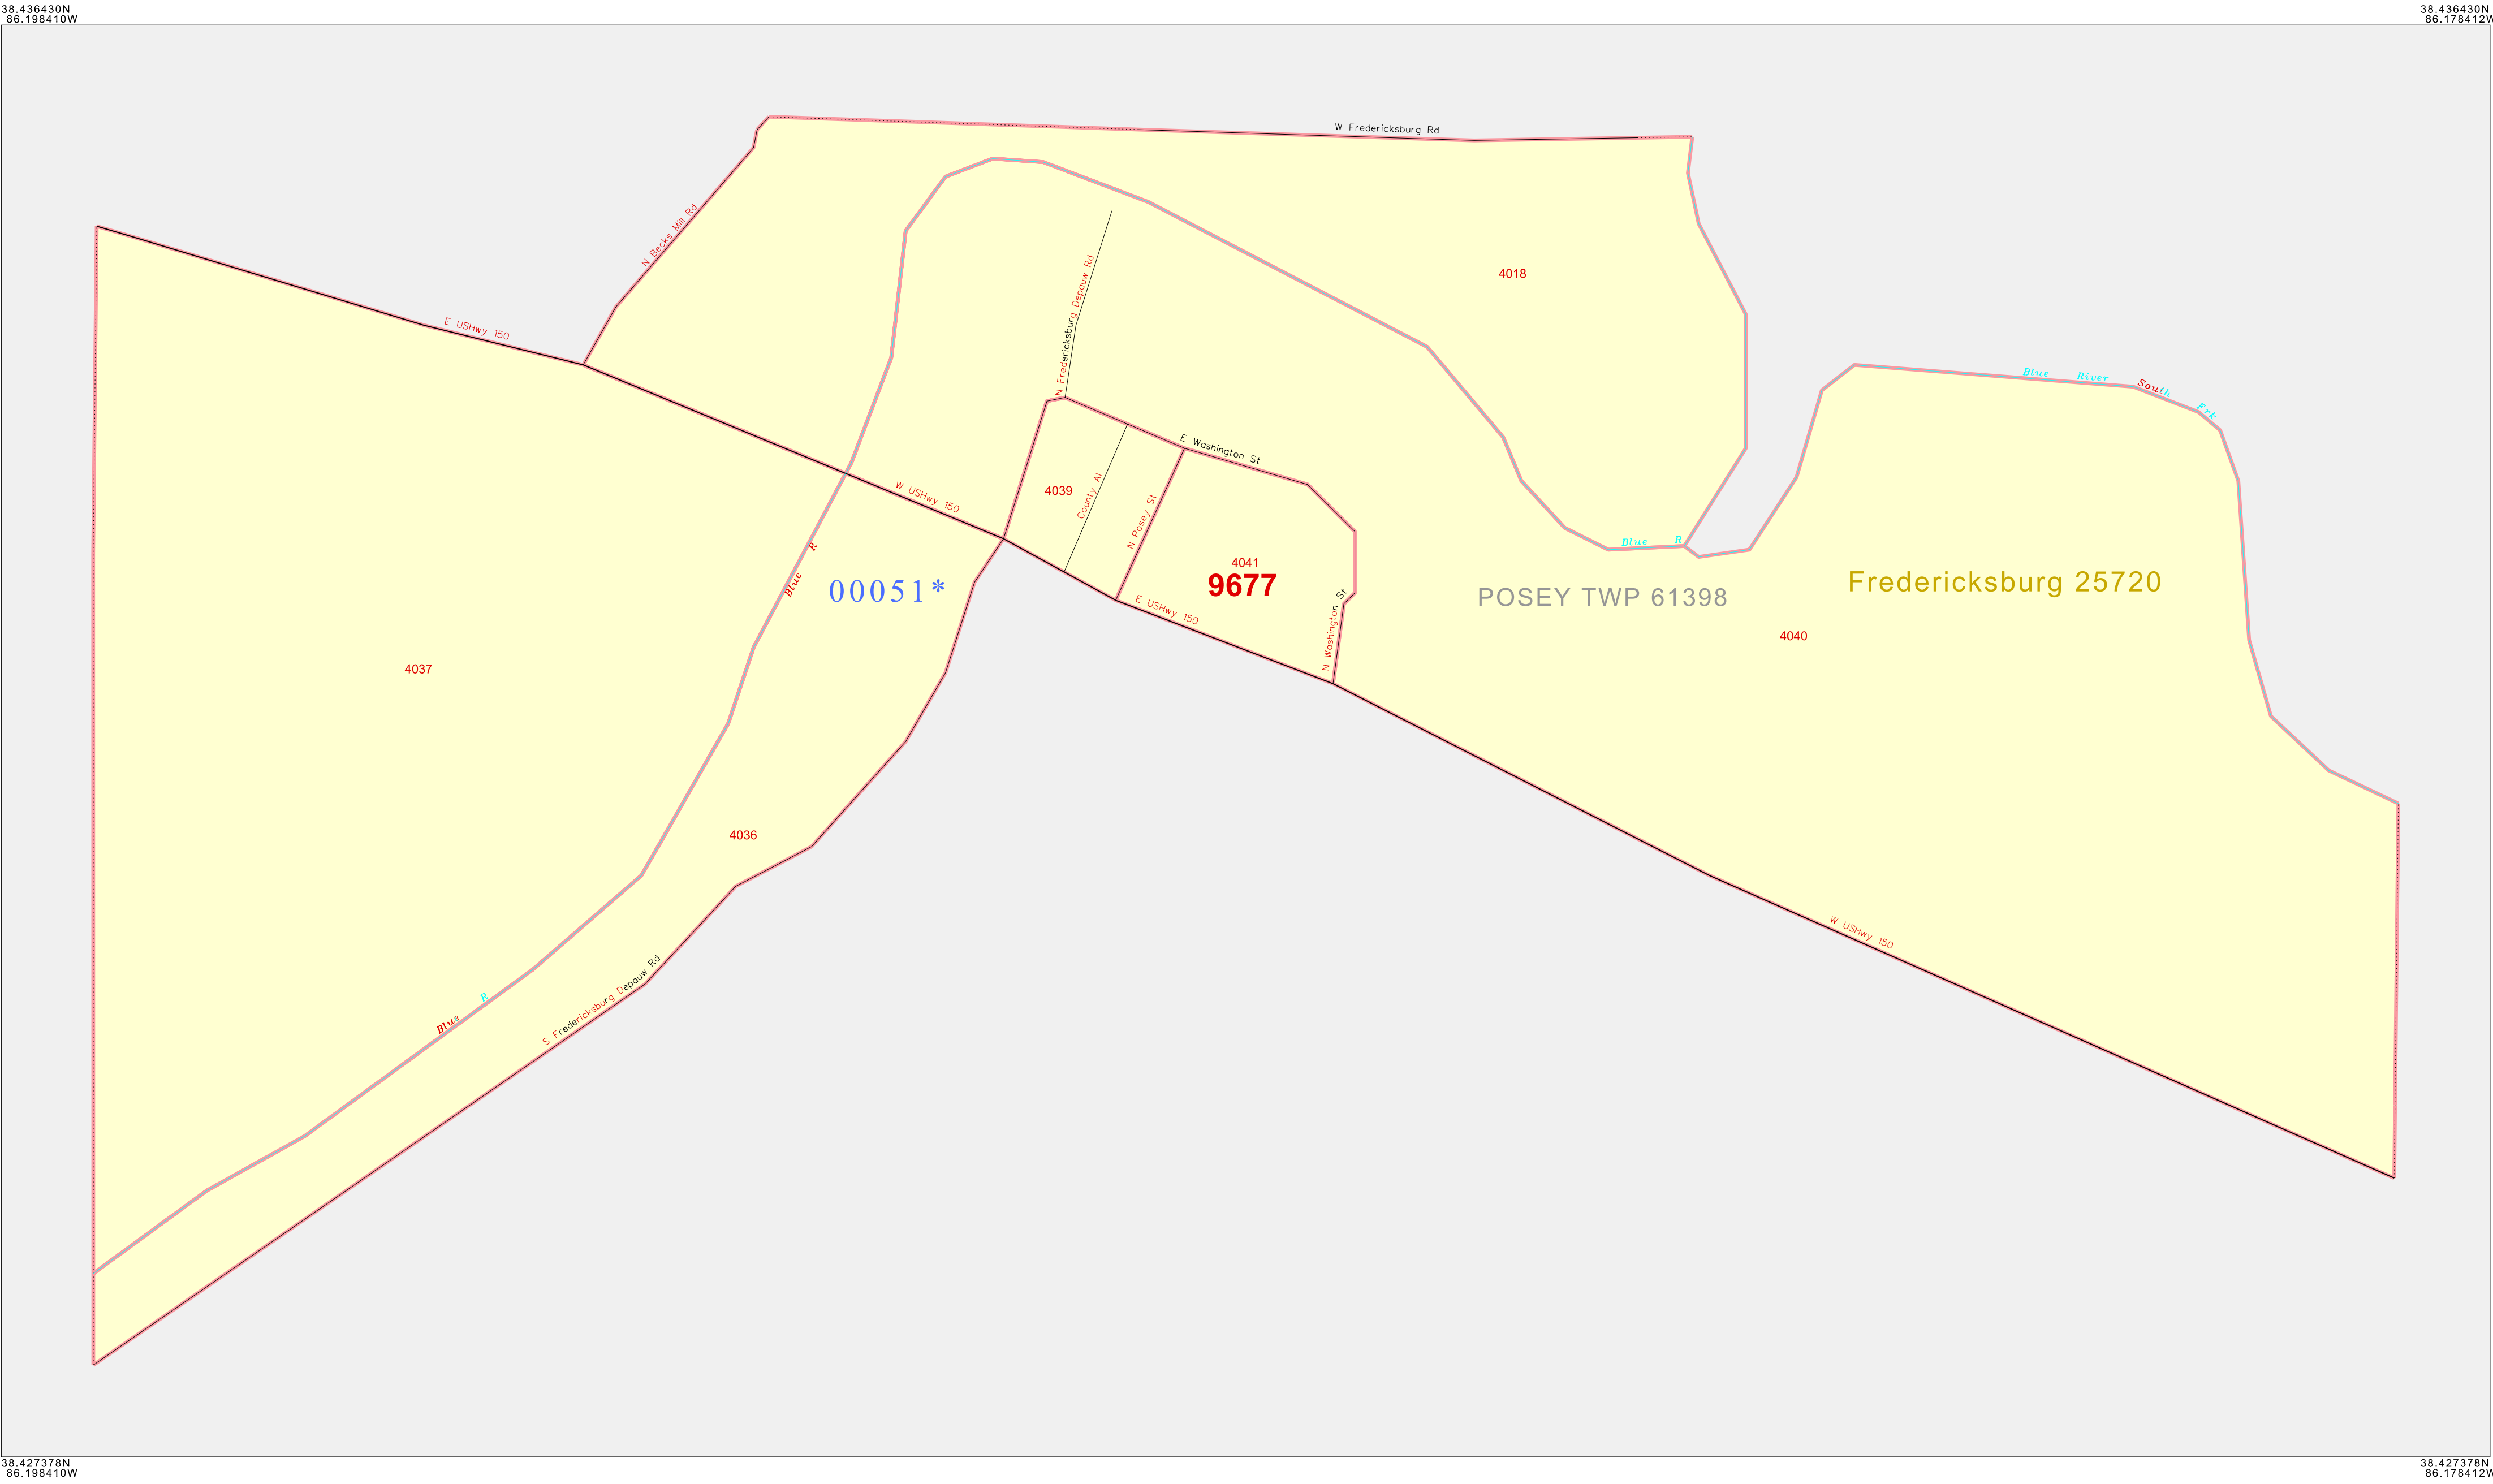 38.436430N
86.198410W
38.436430N
86.178412W
W Fredericksburg Rd
N Becks Mill Rd
4018
N Fredericksburg Depauw Rd
E USHwy 150
Blue River South Frk
E Washington St
4039
County Al
W USHwy 150
N Posey St
Blue R
Blue R
4041
9677
00051*
POSEY TWP 61398
Fredericksburg 25720
E USHwy 150
N Washington St
4040
4037
4036
W USHwy 150
S Fredericksburg Depauw Rd
Blue R
38.427378N
86.198410W
38.427378N
86.178412W